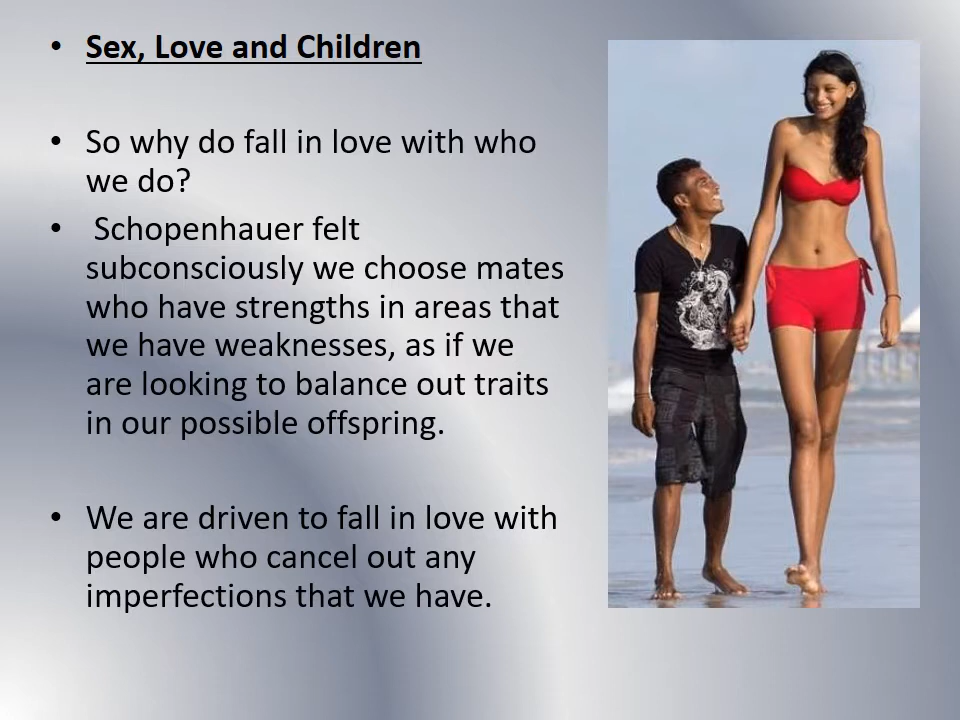 • Sex, Love and Children
• So why do fall in love with who
we do?
• Schopenhauer felt
subconsciously we choose mates
who have strengths in areas that
we have weaknesses, as if we
are looking to balance out traits
in our possible offspring.
• We are driven to fall in love with
people who cancel out any
imperfections that we have.